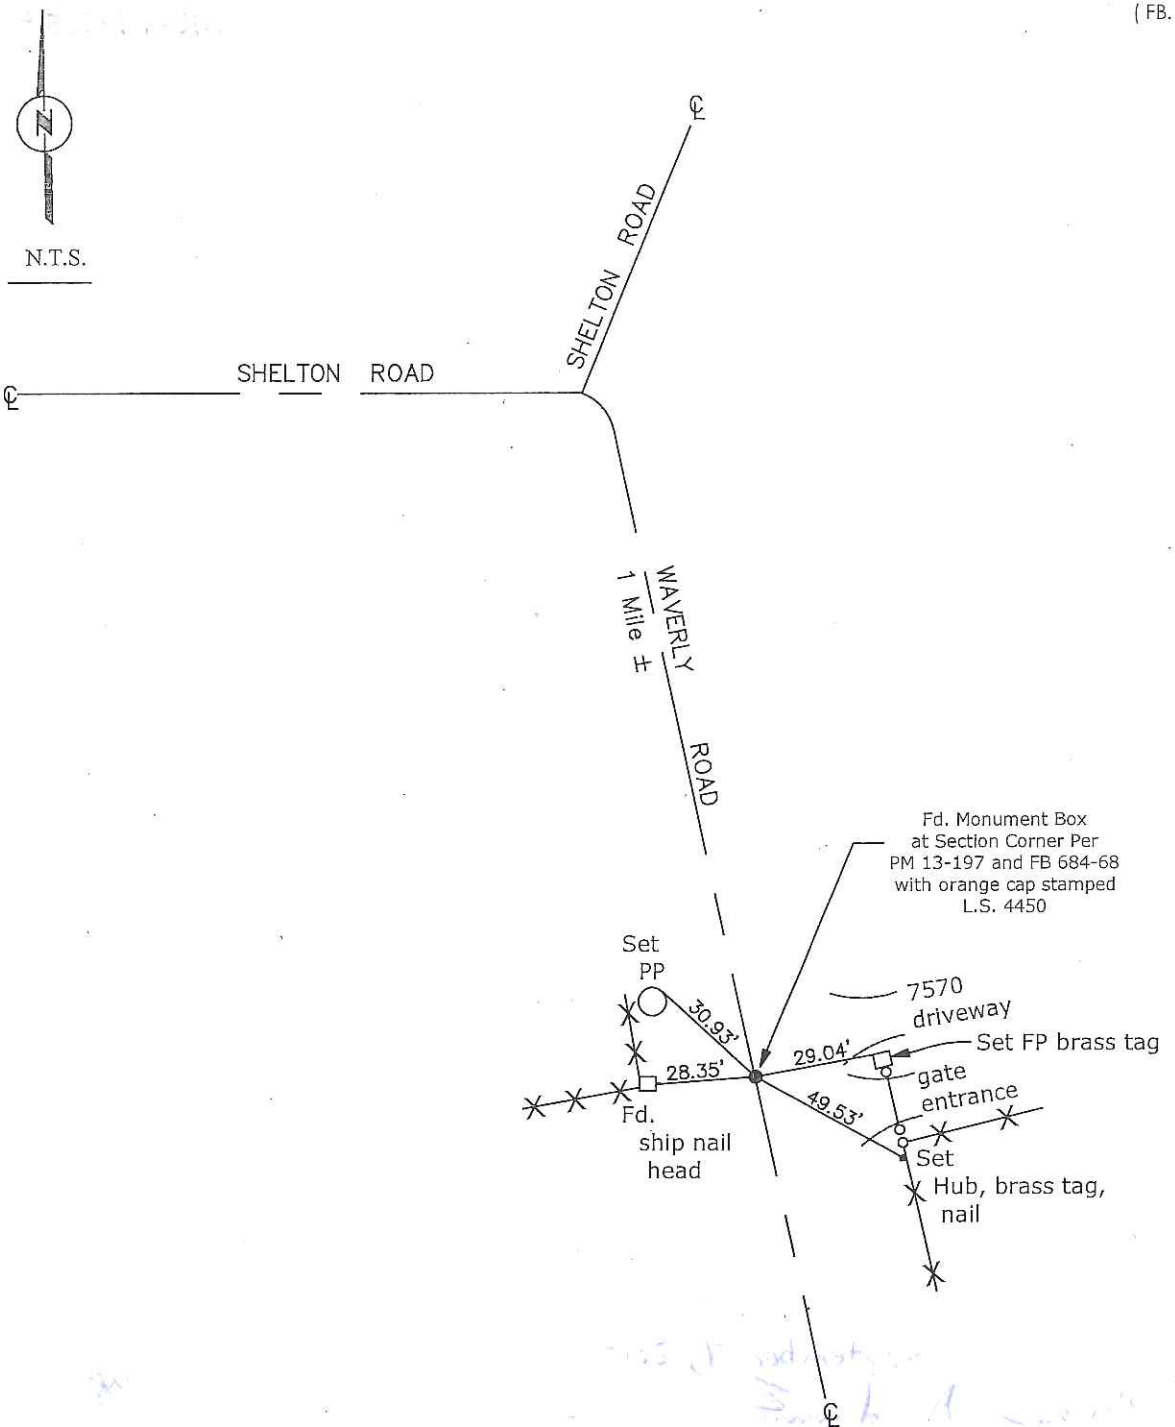 ( FB.
N
N.T.S.
℄
SHELTON ROAD
SHELTON ROAD
℄
WAVERLY ROAD
1 Mile ±
Fd. Monument Box
at Section Corner Per
PM 13-197 and FB 684-68
with orange cap stamped
L.S. 4450
Set
PP
30.93'
7570
driveway
29.04'
Set FP brass tag
28.35'
gate
entrance
49.53'
Fd.
ship nail
head
Set
Hub, brass tag,
nail
℄